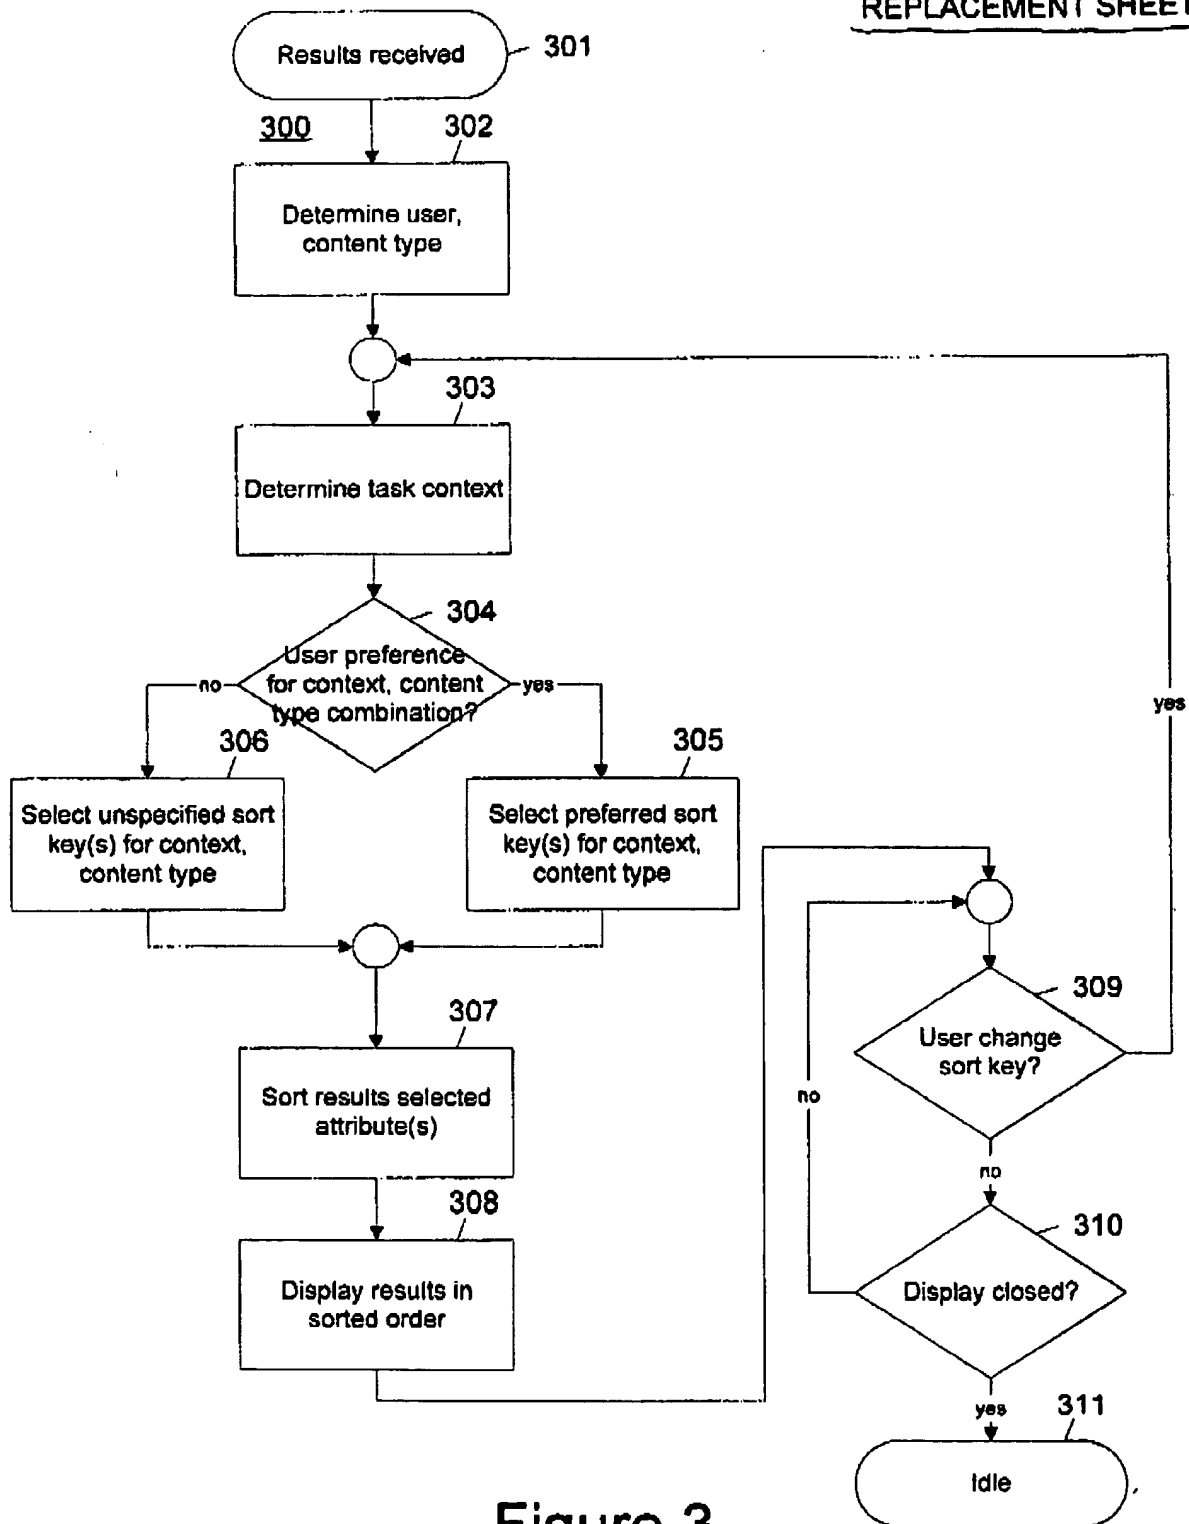 REPLACEMENT SHEET
Results received
301
300
302
Determine user,
content type
303
Determine task context
304
User preference
for context, content
type combination?
no
yes
306
305
Select unspecified sort
key(s) for context,
content type
Select preferred sort
key(s) for context,
content type
307
Sort results selected
attribute(s)
308
Display results in
sorted order
309
User change
sort key?
yes
no
no
310
Display closed?
yes
311
Idle
Figure 3